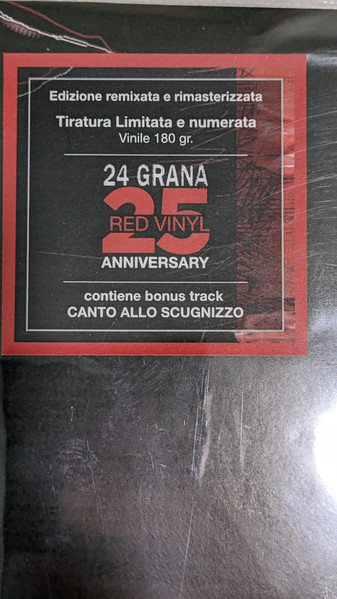 Edizione remixata e rimasterizzata
Tiratura Limitata e numerata
Vinile 180 gr.
24 GRANA
25
RED VINYL
ANNIVERSARY
contiene bonus track
CANTO ALLO SCUGNIZZO